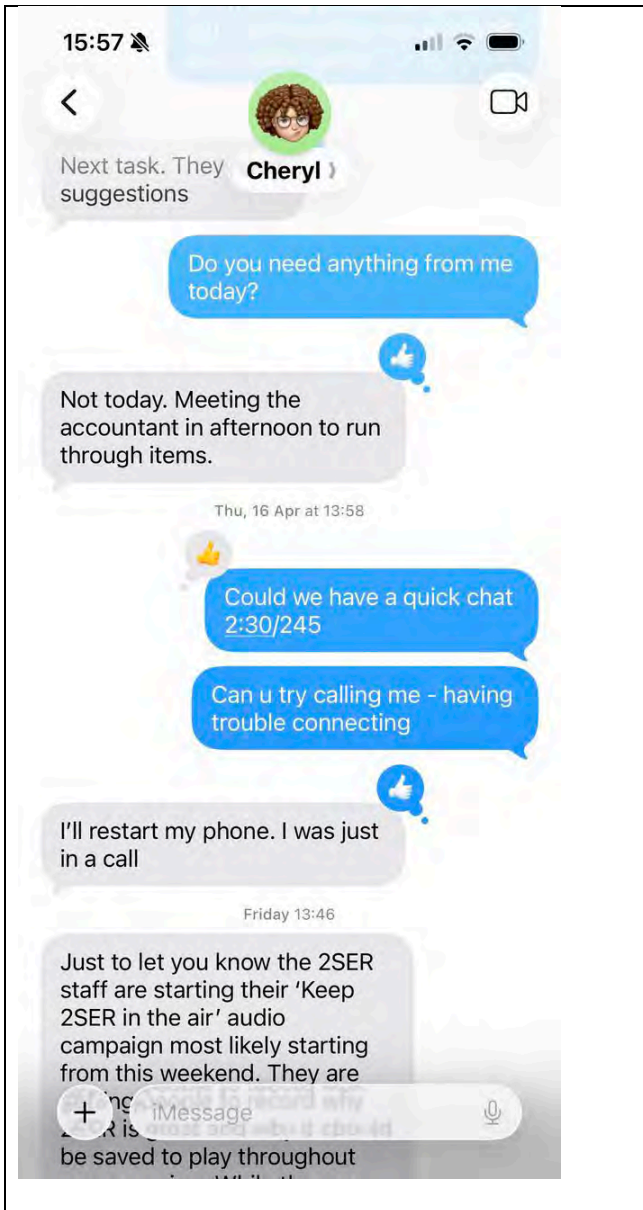 15:57
Cheryl
Next task. They
suggestions
Do you need anything from me
today?
Not today. Meeting the
accountant in afternoon to run
through items.
Thu, 16 Apr at 13:58
Could we have a quick chat
2:30/245
Can u try calling me - having
trouble connecting
I'll restart my phone. I was just
in a call
Friday 13:46
Just to let you know the 2SER
staff are starting their 'Keep
2SER in the air' audio
campaign most likely starting
from this weekend. They are
to record why
iMessage
is
be saved to play throughout